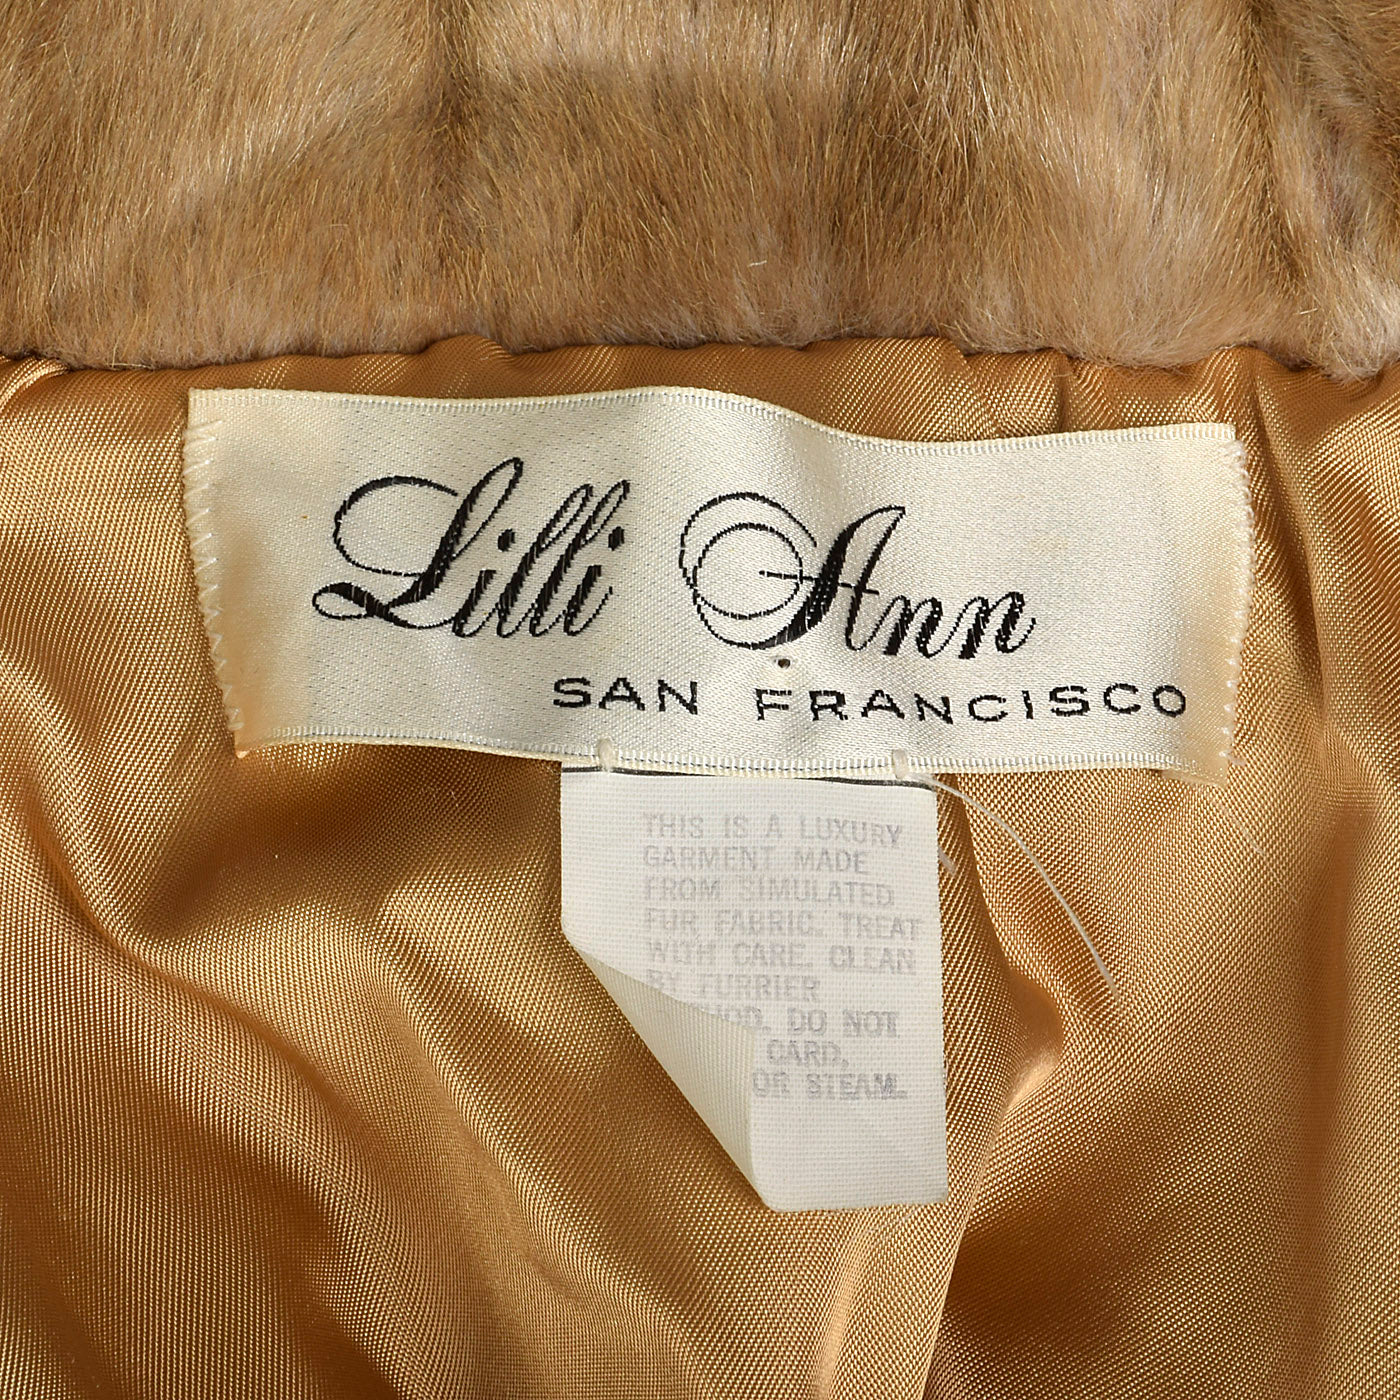 Lilli Ann
SAN FRANCISCO
THIS IS A LUXURY
GARMENT MADE
FROM SIMULATED
FUR FABRIC. TREAT
WITH CARE. CLEAN
BY FURRIER
HOD. DO NOT
CARD,
OR STEAM.